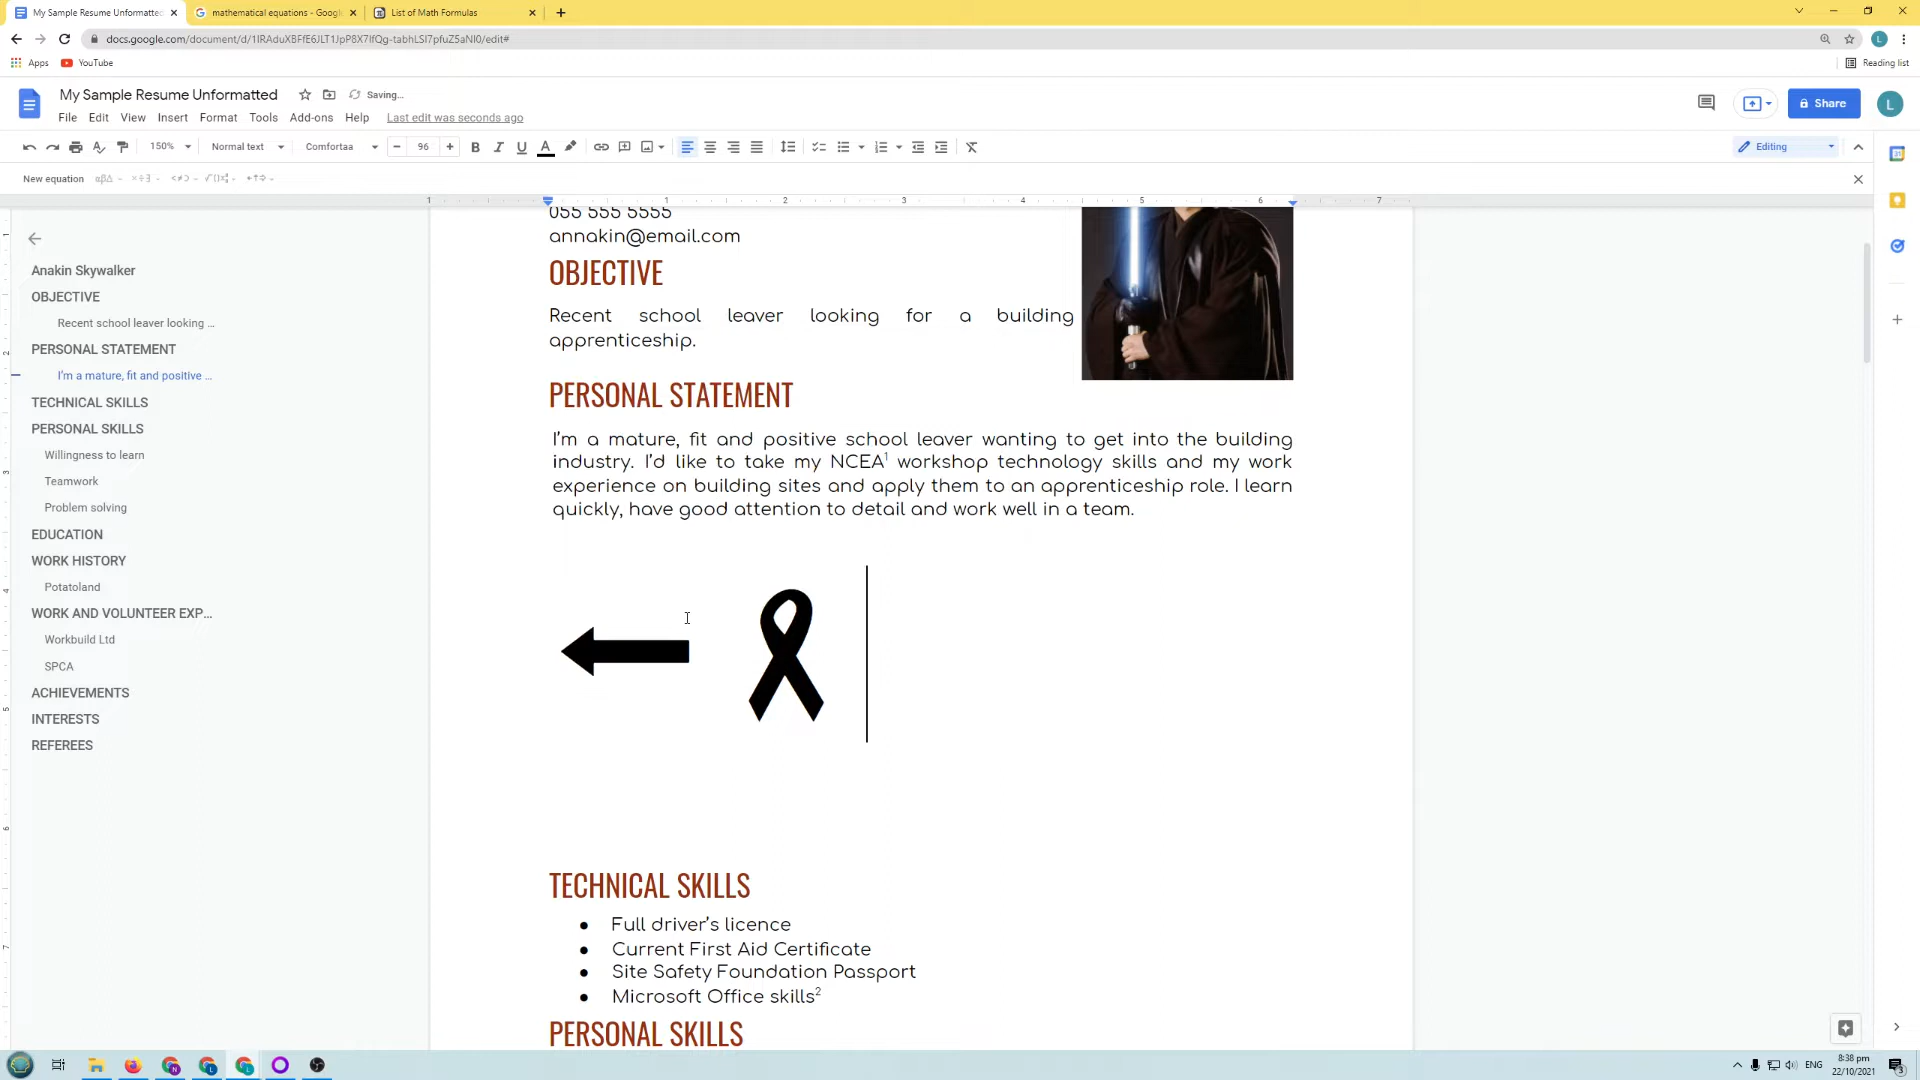 My Sample Resume Unformatted
mathematical equations - Google
List of Math Formulas
docs.google.com/document/d/1IRAduXBFfE6JLT1JpP8X7IfQg-tabhLSI7pfuZ5aNI0/edit#
Apps
YouTube
Reading list
My Sample Resume Unformatted
Saving...
File
Edit
View
Insert
Format
Tools
Add-ons
Help
Last edit was seconds ago
Share
L
150%
Normal text
Comfortaa
96
Editing
New equation
1 1 2 3 4 5 6 7
Anakin Skywalker
OBJECTIVE
Recent school leaver looking ...
PERSONAL STATEMENT
I'm a mature, fit and positive ...
TECHNICAL SKILLS
PERSONAL SKILLS
Willingness to learn
Teamwork
Problem solving
EDUCATION
WORK HISTORY
Potatoland
WORK AND VOLUNTEER EXP...
Workbuild Ltd
SPCA
ACHIEVEMENTS
INTERESTS
REFEREES
055 555 5555
annakin@email.com
OBJECTIVE
Recent school leaver looking for a building
apprenticeship.
PERSONAL STATEMENT
I'm a mature, fit and positive school leaver wanting to get into the building
industry. I'd like to take my NCEA¹ workshop technology skills and my work
experience on building sites and apply them to an apprenticeship role. I learn
quickly, have good attention to detail and work well in a team.
TECHNICAL SKILLS
● Full driver's licence
● Current First Aid Certificate
● Site Safety Foundation Passport
● Microsoft Office skills²
PERSONAL SKILLS
ENG
8:38 pm
22/10/2021